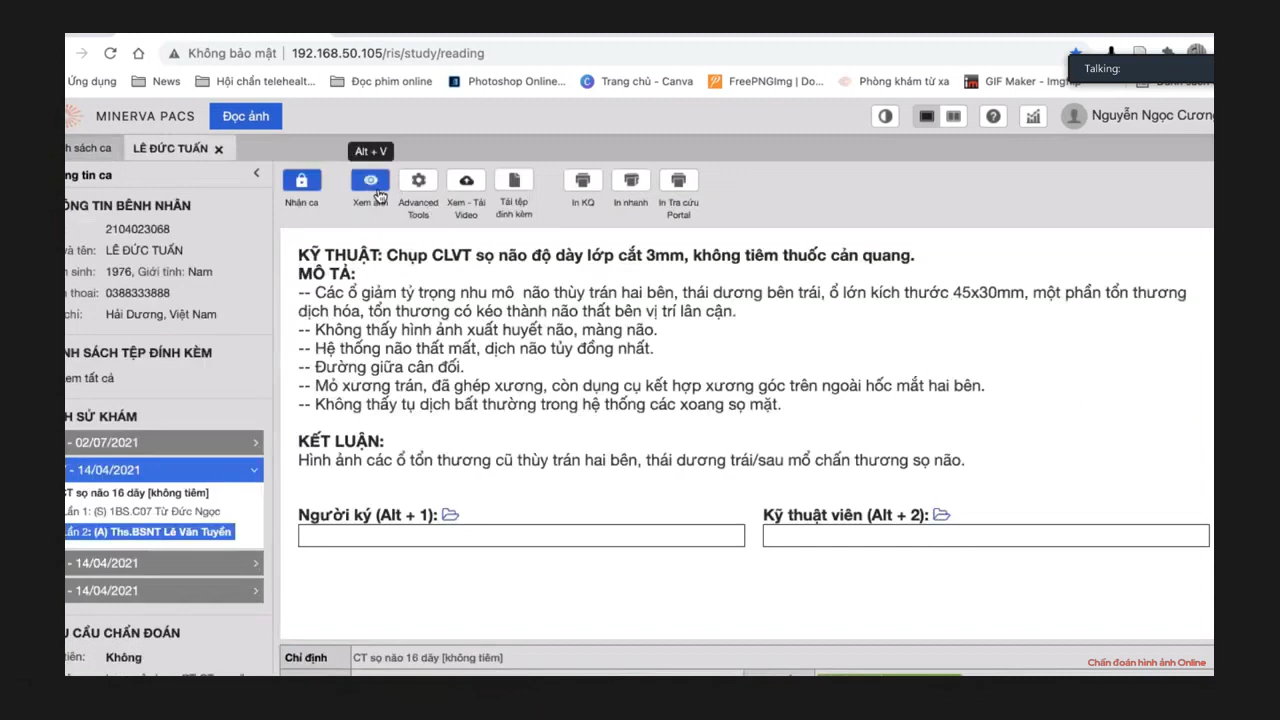 Không bảo mật | 192.168.50.105/ris/study/reading
Talking:
Ứng dụng News Hội chẩn telehealt... Đọc phim online Photoshop Online... Trang chủ - Canva FreePNGImg | Do... Phòng khám từ xa GIF Maker - Imgflip
MINERVA PACS Đọc ảnh Nguyễn Ngọc Cương
h sách ca LÊ ĐỨC TUẤN
Alt + V
ng tin ca
Nhận ca Xem ảnh Advanced Tools Xem - Tải Video Tải tệp đính kèm In KQ In nhanh In Tra cứu Portal
ÔNG TIN BỆNH NHÂN
2104023068
và tên: LÊ ĐỨC TUẤN
n sinh: 1976, Giới tính: Nam
n thoại: 0388333888
chỉ: Hải Dương, Việt Nam
NH SÁCH TỆP ĐÍNH KÈM
em tất cả
H SỬ KHÁM
- 02/07/2021
- 14/04/2021
CT sọ não 16 dãy [không tiêm]
Lần 1: (S) 1BS.C07 Từ Đức Ngọc
Lần 2: (A) Ths.BSNT Lê Văn Tuyển
- 14/04/2021
- 14/04/2021
U CẦU CHẨN ĐOÁN
tiên: Không
KỸ THUẬT: Chụp CLVT sọ não độ dày lớp cắt 3mm, không tiêm thuốc cản quang.
MÔ TẢ:
-- Các ổ giảm tỷ trọng nhu mô não thùy trán hai bên, thái dương bên trái, ổ lớn kích thước 45x30mm, một phần tổn thương
dịch hóa, tổn thương có kéo thành não thất bên vị trí lân cận.
-- Không thấy hình ảnh xuất huyết não, màng não.
-- Hệ thống não thất mất, dịch não tủy đồng nhất.
-- Đường giữa cân đối.
-- Mỏ xương trán, đã ghép xương, còn dụng cụ kết hợp xương góc trên ngoài hốc mắt hai bên.
-- Không thấy tụ dịch bất thường trong hệ thống các xoang sọ mặt.
KẾT LUẬN:
Hình ảnh các ổ tổn thương cũ thùy trán hai bên, thái dương trái/sau mổ chấn thương sọ não.
Người ký (Alt + 1): Kỹ thuật viên (Alt + 2):
Chỉ định CT sọ não 16 dãy [không tiêm]
Chẩn đoán hình ảnh Online